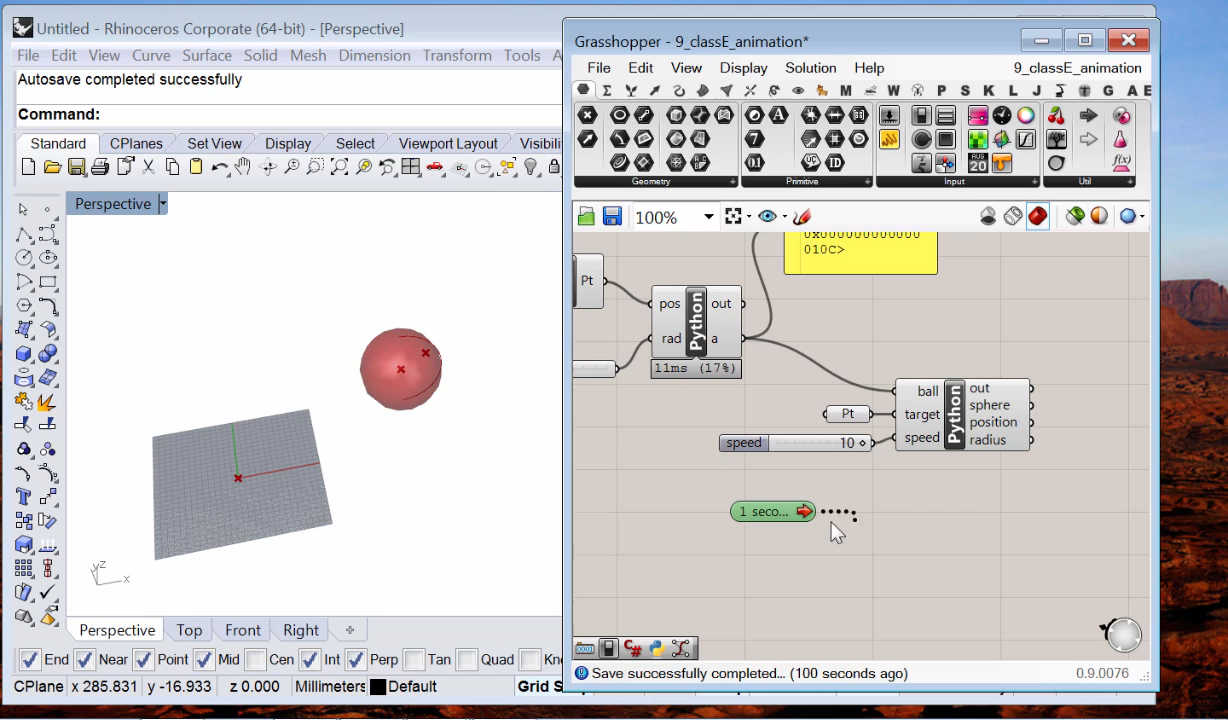 Untitled - Rhinoceros Corporate (64-bit) - [Perspective]
File Edit View Curve Surface Solid Mesh Dimension Transform Tools A
Autosave completed successfully
Command:
Standard CPlanes Set View Display Select Viewport Layout Visibili
Perspective
z
y
x
Perspective Top Front Right
End Near Point Mid Cen Int Perp Tan Quad Kn
CPlane x 285.831 y -16.933 z 0.000 Millimeters Default Grid S
Grasshopper - 9_classE_animation*
File Edit View Display Solution Help 9_classE_animation
Σ M W P S K L J G A E
Geometry Primitive Input Util
100%
0x000000000000
010C>
Pt
pos out
rad a
Python
11ms (17%)
ball out
target sphere
speed position
radius
Python
Pt
speed 10
1 seco...
Save successfully completed... (100 seconds ago) 0.9.0076